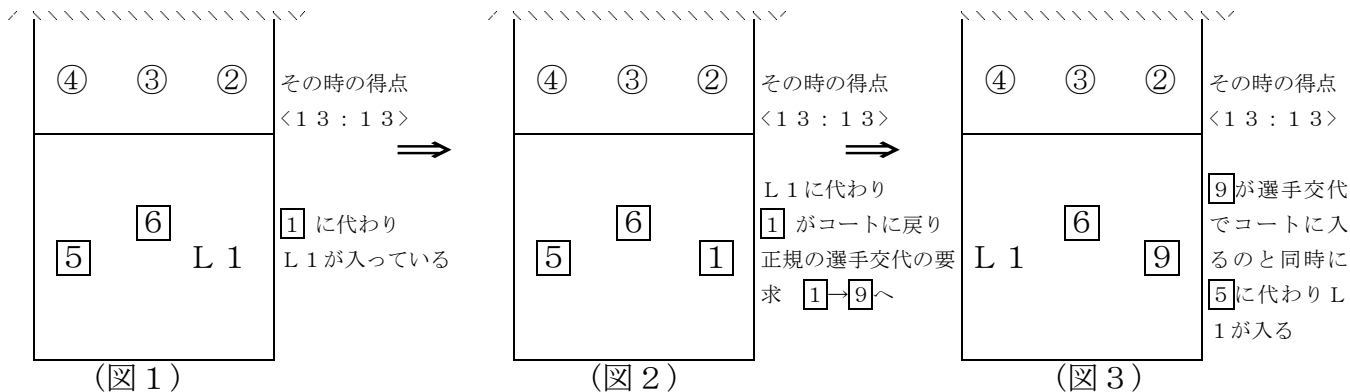 ④ ③ ②
その時の得点
<13:13>
⇒
1 に代わり
L1が入っている
6
5 L1
(図1)
④ ③ ②
その時の得点
<13:13>
⇒
L1に代わり
1 がコートに戻り
正規の選手交代の要
求 1→9へ
6
5 1
(図2)
④ ③ ②
その時の得点
<13:13>
9が選手交代
でコートに入
るのと同時に
5に代わりL
1が入る
6
L1 9
(図3)